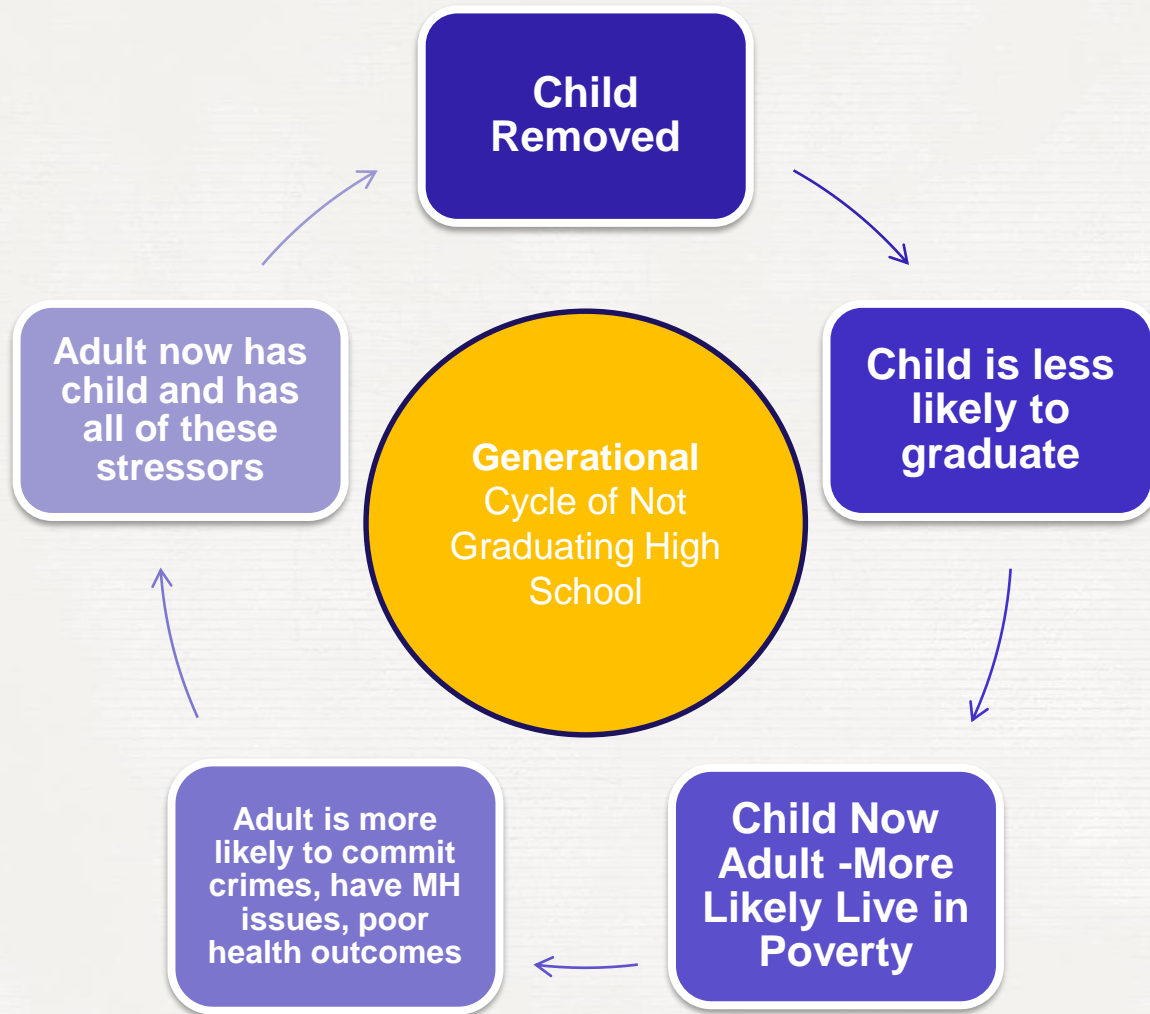 Child
Removed
Child is less
likely to
graduate
Child Now
Adult -More
Likely Live in
Poverty
Adult is more
likely to commit
crimes, have MH
issues, poor
health outcomes
Adult now has
child and has
all of these
stressors
Generational
Cycle of Not
Graduating High
School